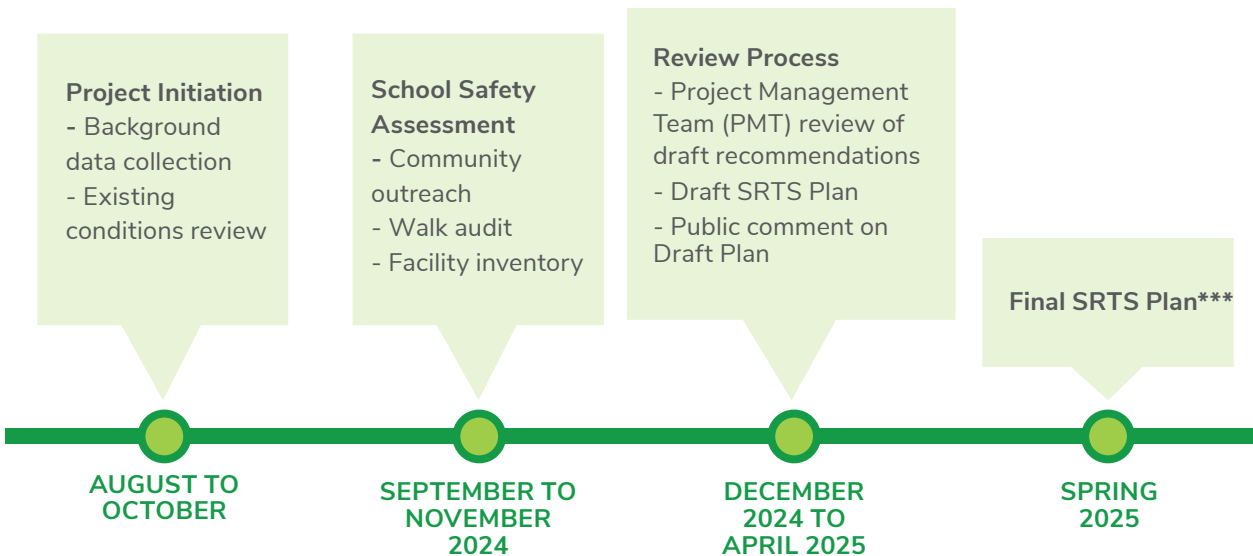 Project Initiation
- Background
data collection
- Existing
conditions review
School Safety
Assessment
- Community
outreach
- Walk audit
- Facility inventory
Review Process
- Project Management
Team (PMT) review of
draft recommendations
- Draft SRTS Plan
- Public comment on
Draft Plan
Final SRTS Plan***
AUGUST TO
OCTOBER
SEPTEMBER TO
NOVEMBER
2024
DECEMBER
2024 TO
APRIL 2025
SPRING
2025